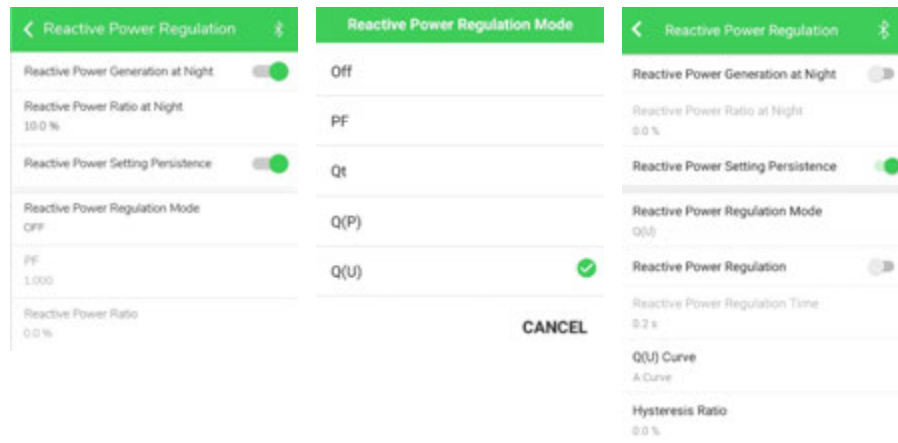 Reactive Power Regulation
Reactive Power Generation at Night
Reactive Power Ratio at Night
10.0 %
Reactive Power Setting Persistence
Reactive Power Regulation Mode
OFF
PF
1.000
Reactive Power Ratio
0.0 %
Reactive Power Regulation Mode
Off
PF
Qt
Q(P)
Q(U)
CANCEL
Reactive Power Regulation
Reactive Power Generation at Night
Reactive Power Ratio at Night
0.0 %
Reactive Power Setting Persistence
Reactive Power Regulation Mode
Q(U)
Reactive Power Regulation
Reactive Power Regulation Time
0.2 s
Q(U) Curve
A Curve
Hysteresis Ratio
0.0 %